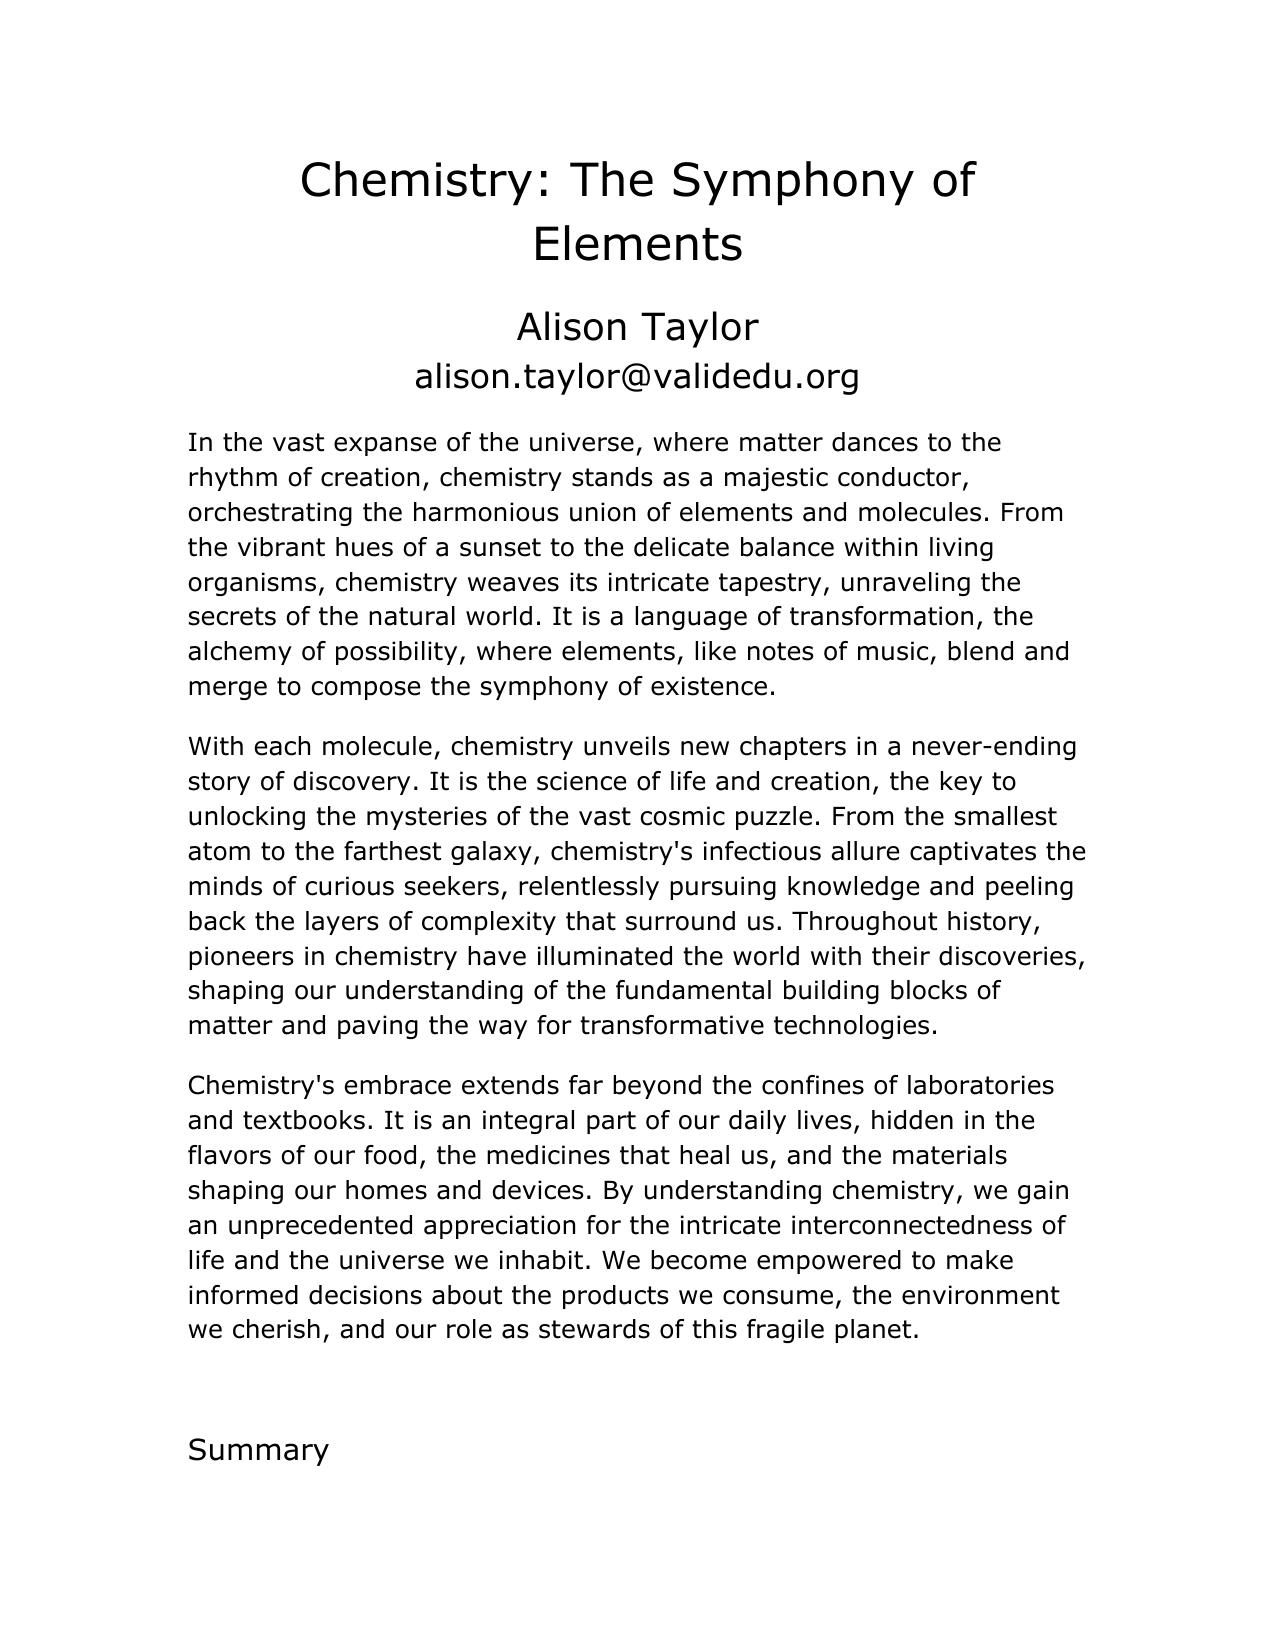 Chemistry: The Symphony of
Elements
Alison Taylor
alison.taylor@validedu.org
In the vast expanse of the universe, where matter dances to the
rhythm of creation, chemistry stands as a majestic conductor,
orchestrating the harmonious union of elements and molecules. From
the vibrant hues of a sunset to the delicate balance within living
organisms, chemistry weaves its intricate tapestry, unraveling the
secrets of the natural world. It is a language of transformation, the
alchemy of possibility, where elements, like notes of music, blend and
merge to compose the symphony of existence.
With each molecule, chemistry unveils new chapters in a never-ending
story of discovery. It is the science of life and creation, the key to
unlocking the mysteries of the vast cosmic puzzle. From the smallest
atom to the farthest galaxy, chemistry's infectious allure captivates the
minds of curious seekers, relentlessly pursuing knowledge and peeling
back the layers of complexity that surround us. Throughout history,
pioneers in chemistry have illuminated the world with their discoveries,
shaping our understanding of the fundamental building blocks of
matter and paving the way for transformative technologies.
Chemistry's embrace extends far beyond the confines of laboratories
and textbooks. It is an integral part of our daily lives, hidden in the
flavors of our food, the medicines that heal us, and the materials
shaping our homes and devices. By understanding chemistry, we gain
an unprecedented appreciation for the intricate interconnectedness of
life and the universe we inhabit. We become empowered to make
informed decisions about the products we consume, the environment
we cherish, and our role as stewards of this fragile planet.
Summary